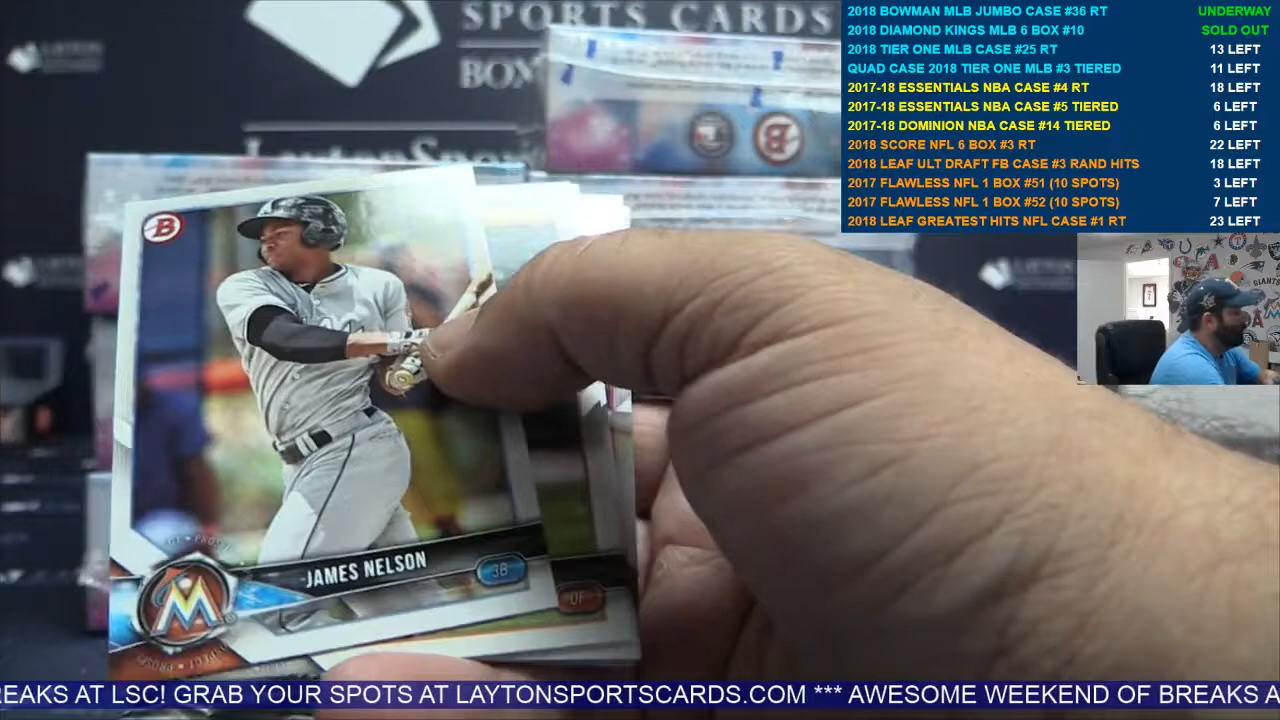 SPORTS CARDS
BOX
LaytonSports
2018 BOWMAN MLB JUMBO CASE #36 RT UNDERWAY
2018 DIAMOND KINGS MLB 6 BOX #10 SOLD OUT
2018 TIER ONE MLB CASE #25 RT 13 LEFT
QUAD CASE 2018 TIER ONE MLB #3 TIERED 11 LEFT
2017-18 ESSENTIALS NBA CASE #4 RT 18 LEFT
2017-18 ESSENTIALS NBA CASE #5 TIERED 6 LEFT
2017-18 DOMINION NBA CASE #14 TIERED 6 LEFT
2018 SCORE NFL 6 BOX #3 RT 22 LEFT
2018 LEAF ULT DRAFT FB CASE #3 RAND HITS 18 LEFT
2017 FLAWLESS NFL 1 BOX #51 (10 SPOTS) 3 LEFT
2017 FLAWLESS NFL 1 BOX #52 (10 SPOTS) 7 LEFT
2018 LEAF GREATEST HITS NFL CASE #1 RT 23 LEFT
B
GIANTS
JAMES NELSON 3B
M
OF
REAKS AT LSC! GRAB YOUR SPOTS AT LAYTONSPORTSCARDS.COM *** AWESOME WEEKEND OF BREAKS A